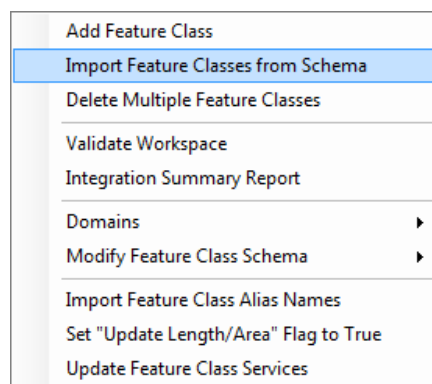 Add Feature Class
Import Feature Classes from Schema
Delete Multiple Feature Classes
Validate Workspace
Integration Summary Report
Domains
Modify Feature Class Schema
Import Feature Class Alias Names
Set "Update Length/Area" Flag to True
Update Feature Class Services